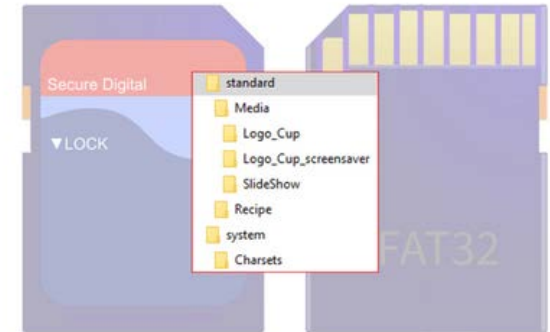 Secure Digital
▼LOCK
standard
Media
Logo_Cup
Logo_Cup_screensaver
SlideShow
Recipe
system
Charsets
FAT32